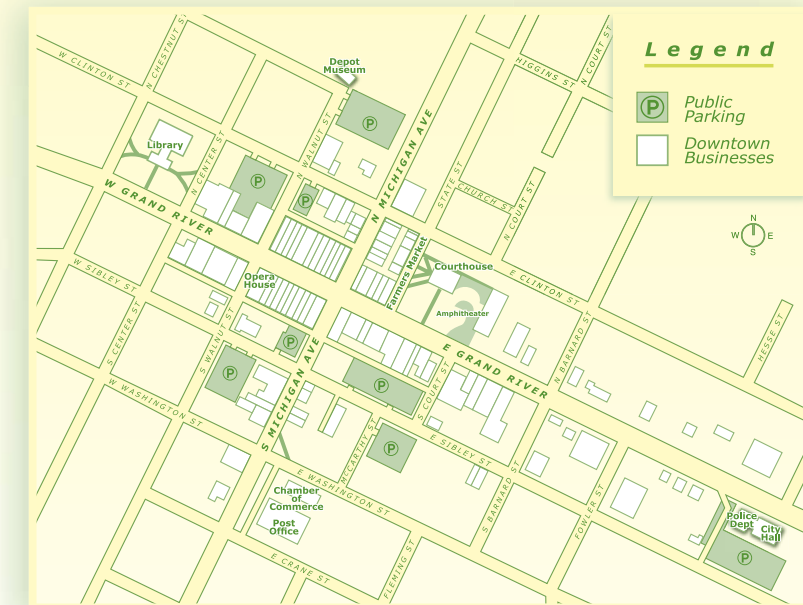 Legend
P
Public
Parking
Downtown
Businesses
N
W
E
S
W CLINTON ST
N CHESTNUT ST
Depot
Museum
P
HIGGINS ST
N COURT ST
Library
N CENTER ST
N WALNUT ST
N MICHIGAN AVE
STATE ST
CHURCH ST
N COURT ST
P
P
W GRAND RIVER
Farmers Market
Courthouse
E CLINTON ST
Amphitheater
W SIBLEY ST
Opera
House
S CENTER ST
S WALNUT ST
P
P
S MICHIGAN AVE
E GRAND RIVER
N BARNARD ST
HESSE ST
P
S COURT ST
W WASHINGTON ST
MCCARTHY ST
P
E SIBLEY ST
E WASHINGTON ST
S BARNARD ST
FOWLER ST
Chamber
of
Commerce
Post
Office
E CRANE ST
FLEMING ST
Police
Dept
City
Hall
P